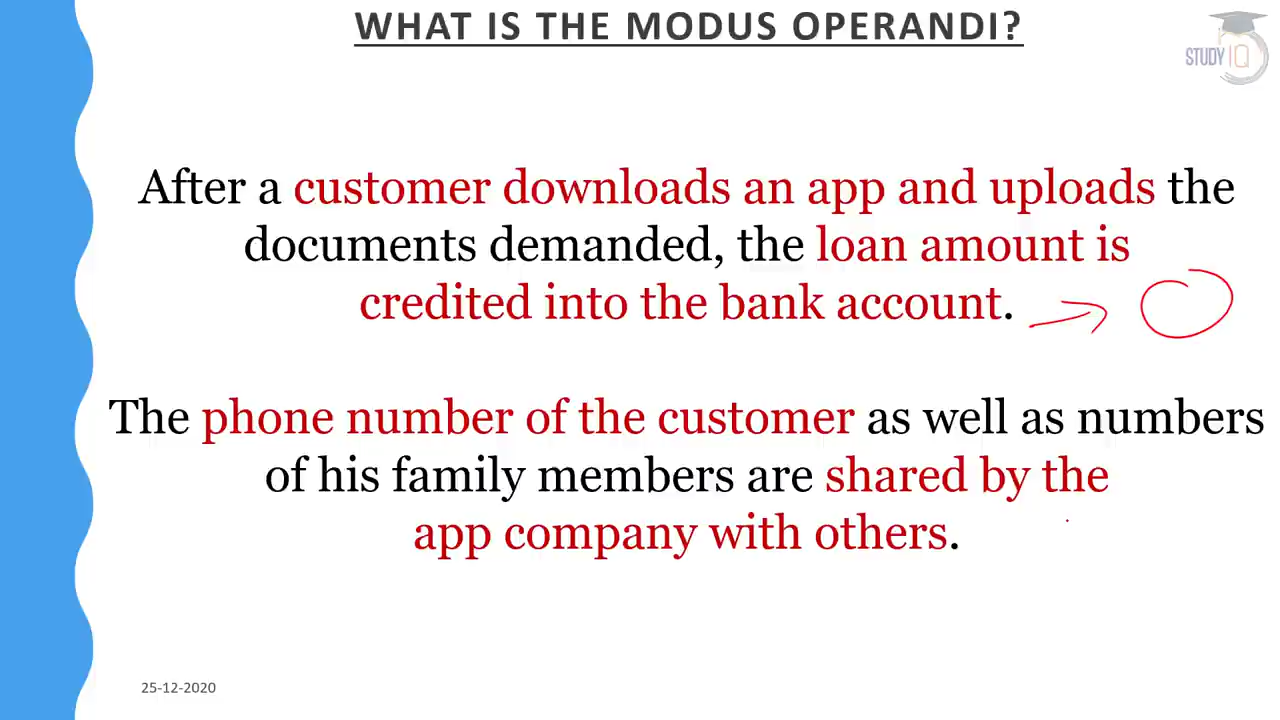 WHAT IS THE MODUS OPERANDI?
STUDY IQ
After a customer downloads an app and uploads the
documents demanded, the loan amount is
credited into the bank account.
The phone number of the customer as well as numbers
of his family members are shared by the
app company with others.
25-12-2020